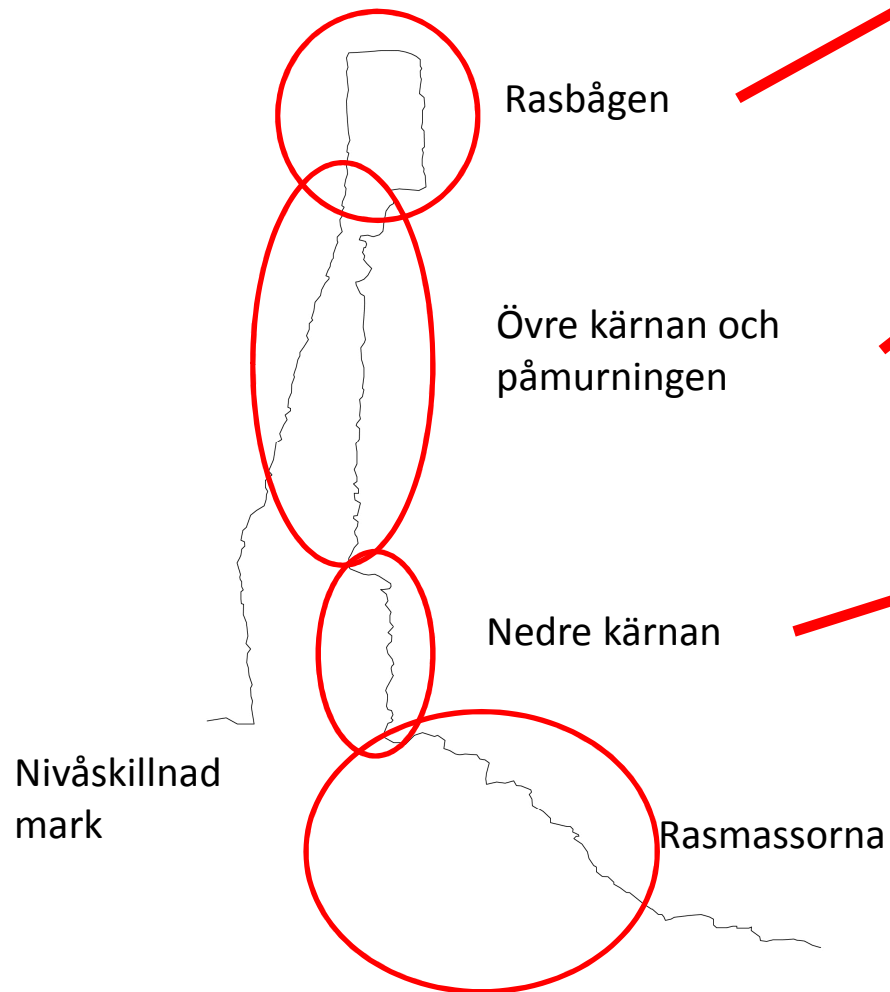 Rasbågen
Övre kärnan och
påmurningen
Nedre kärnan
Nivåskillnad
mark
Rasmassorna